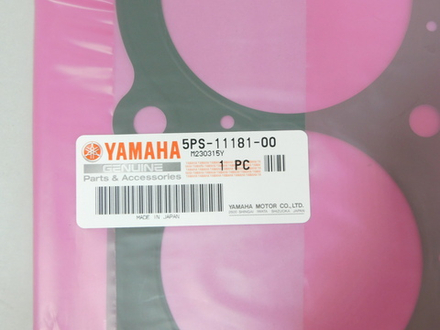 YAMAHA 5PS-11181-00
M230315Y
GENUINE 1 PC
Parts & Accessories
YAMAHA MOTOR CO.,LTD.
MADE IN JAPAN